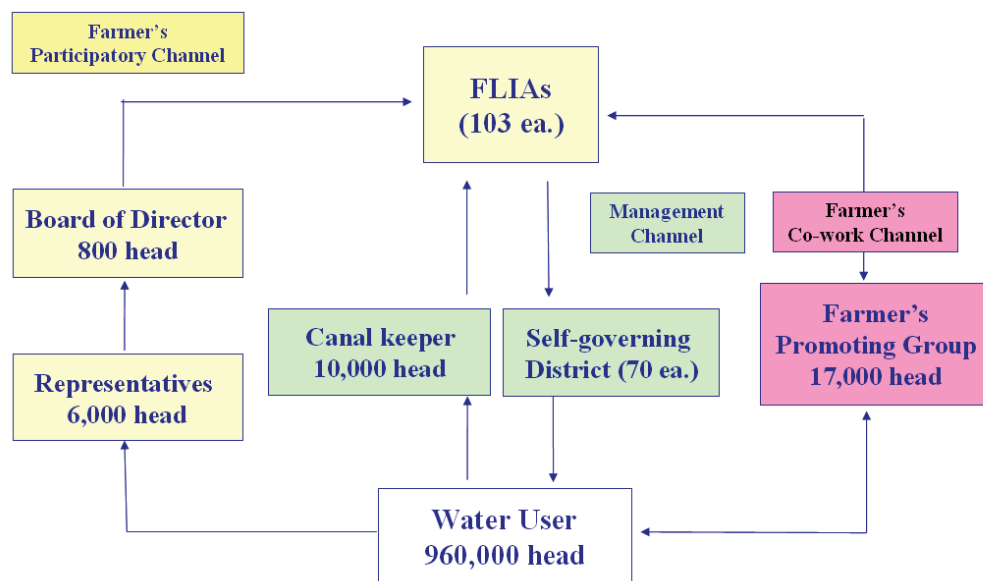 Farmer's
Participatory Channel
FLIAs
(103 ea.)
Board of Director
800 head
Management
Channel
Farmer's
Co-work Channel
Canal keeper
10,000 head
Self-governing
District (70 ea.)
Farmer's
Promoting Group
17,000 head
Representatives
6,000 head
Water User
960,000 head